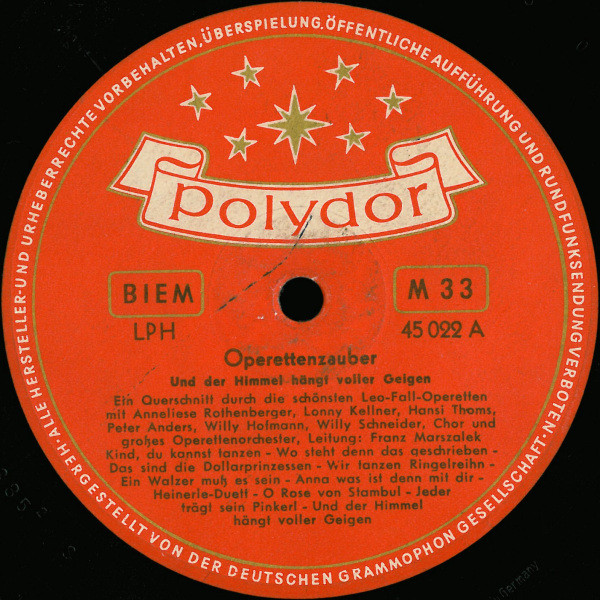 ALLE HERSTELLER- UND URHEBERRECHTE VORBEHALTEN, ÜBERSPIELUNG, ÖFFENTLICHE AUFFÜHRUNG UND RUNDFUNKSENDUNG VERBOTEN
HERGESTELLT VON DER DEUTSCHEN GRAMMOPHON GESELLSCHAFT
polydor
BIEM
M 33
LPH
45 022 A
Operettenzauber
Und der Himmel hängt voller Geigen
Ein Querschnitt durch die schönsten Leo-Fall-Operetten
mit Anneliese Rothenberger, Lonny Kellner, Hansi Thoms,
Peter Anders, Willy Hofmann, Willy Schneider, Chor und
großes Operettenorchester, Leitung: Franz Marszalek
Kind, du kannst tanzen - Wo steht denn das geschrieben -
Das sind die Dollarprinzessen - Wir tanzen Ringelreihn -
Ein Walzer muß es sein - Anna was ist denn mit dir -
Heinerle-Duett - O Rose von Stambul - Jeder
trägt sein Pinkerl - Und der Himmel
hängt voller Geigen
Germany